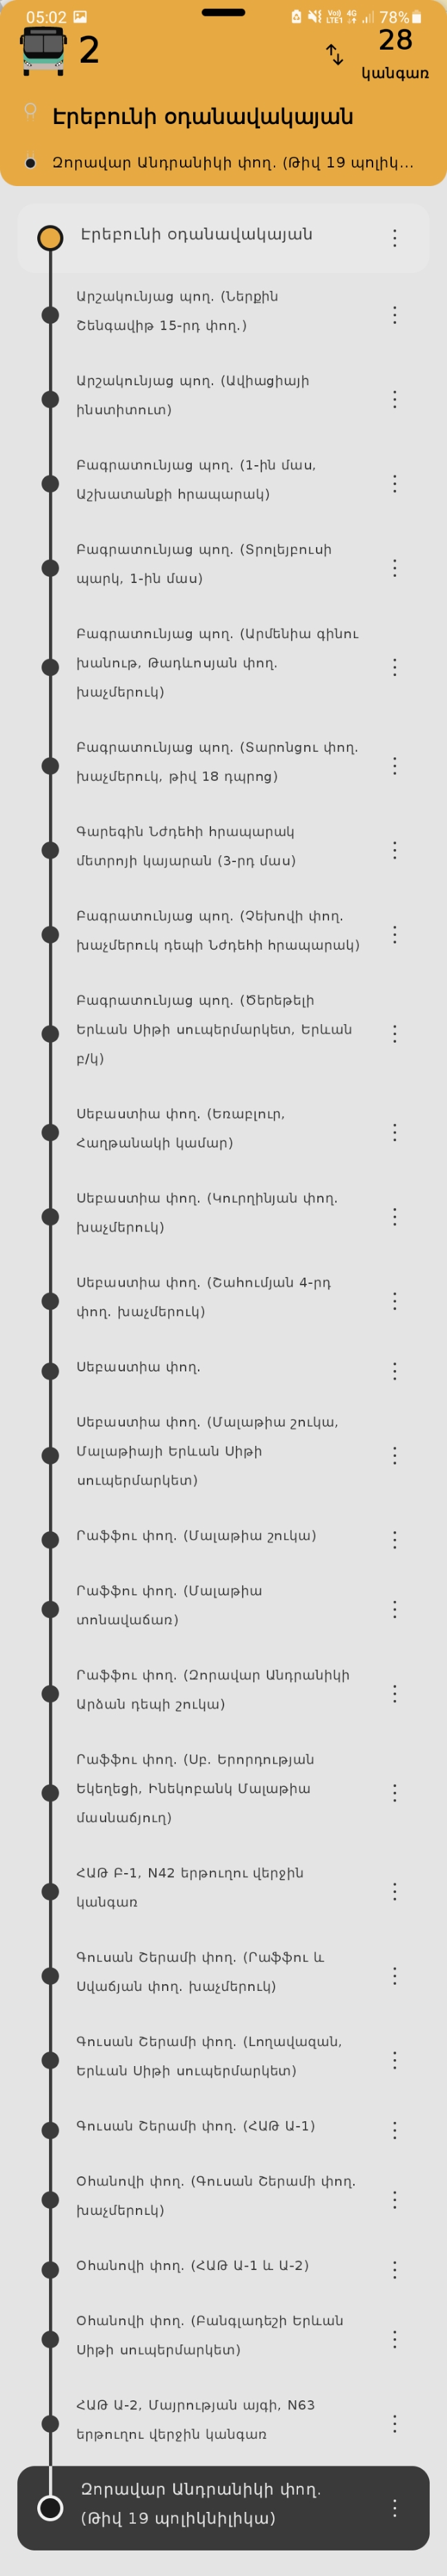 05:02
Vo))
LTE1
4G
78%
2
28
կանգառ
Էրեբունի օդանավակայան
Զորավար Անդրանիկի փող. (Թիվ 19 պոլիկ...
Էրեբունի օդանավակայան
Արշակունյաց պող. (Ներքին
Շենգավիթ 15-րդ փող.)
Արշակունյաց պող. (Ավիացիայի
ինստիտուտ)
Բագրատունյաց պող. (1-ին մաս,
Աշխատանքի հրապարակ)
Բագրատունյաց պող. (Տրոլեյբուսի
պարկ, 1-ին մաս)
Բագրատունյաց պող. (Արմենիա գինու
խանութ, Թադևոսյան փող.
խաչմերուկ)
Բագրատունյաց պող. (Տարոնցու փող.
խաչմերուկ, թիվ 18 դպրոց)
Գարեգին Նժդեհի հրապարակ
մետրոյի կայարան (3-րդ մաս)
Բագրատունյաց պող. (Չեխովի փող.
խաչմերուկ դեպի Նժդեհի հրապարակ)
Բագրատունյաց պող. (Ծերեթելի
Երևան Սիթի սուպերմարկետ, Երևան
բ/կ)
Սեբաստիա փող. (Եռաբլուր,
Հաղթանակի կամար)
Սեբաստիա փող. (Կուրղինյան փող.
խաչմերուկ)
Սեբաստիա փող. (Շահումյան 4-րդ
փող. խաչմերուկ)
Սեբաստիա փող.
Սեբաստիա փող. (Մալաթիա շուկա,
Մալաթիայի Երևան Սիթի
սուպերմարկետ)
Րաֆֆու փող. (Մալաթիա շուկա)
Րաֆֆու փող. (Մալաթիա
տոնավաճառ)
Րաֆֆու փող. (Զորավար Անդրանիկի
Արձան դեպի շուկա)
Րաֆֆու փող. (Սբ. Երորդության
Եկեղեցի, Ինեկոբանկ Մալաթիա
մասնաճյուղ)
ՀԱԹ Բ-1, N42 երթուղու վերջին
կանգառ
Գուսան Շերամի փող. (Րաֆֆու և
Սվաճյան փող. խաչմերուկ)
Գուսան Շերամի փող. (Լողավազան,
Երևան Սիթի սուպերմարկետ)
Գուսան Շերամի փող. (ՀԱԹ Ա-1)
Օհանովի փող. (Գուսան Շերամի փող.
խաչմերուկ)
Օհանովի փող. (ՀԱԹ Ա-1 և Ա-2)
Օհանովի փող. (Բանգլադեշի Երևան
Սիթի սուպերմարկետ)
ՀԱԹ Ա-2, Մայրության այգի, N63
երթուղու վերջին կանգառ
Զորավար Անդրանիկի փող.
(Թիվ 19 պոլիկնիլիկա)